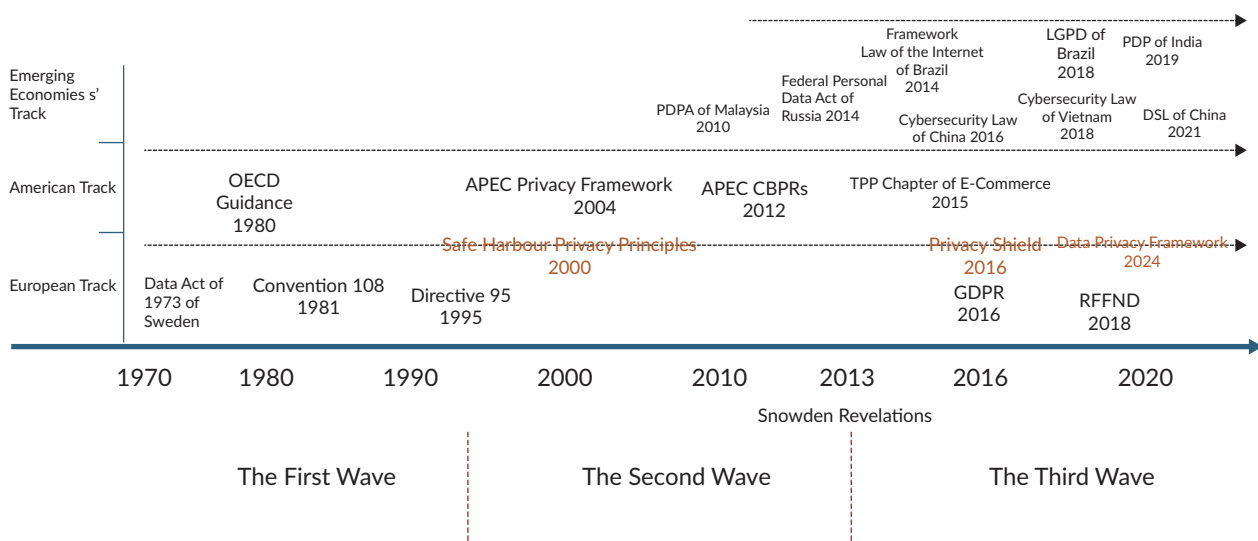 Emerging
Economies s’
Track
Framework
Law of the Internet
of Brazil
2014
LGPD of
Brazil
2018
PDP of India
2019
Federal Personal
Data Act of
Russia 2014
PDPA of Malaysia
2010
Cybersecurity Law
of China 2016
Cybersecurity Law
of Vietnam
2018
DSL of China
2021
American Track
OECD
Guidance
1980
APEC Privacy Framework
2004
APEC CBPRs
2012
TPP Chapter of E-Commerce
2015
Safe Harbour Privacy Principles
2000
Privacy Shield
2016
Data Privacy Framework
2024
European Track
Data Act of
1973 of
Sweden
Convention 108
1981
Directive 95
1995
GDPR
2016
RFFND
2018
1970 1980 1990 2000 2010 2013 2016 2020
Snowden Revelations
The First Wave The Second Wave The Third Wave